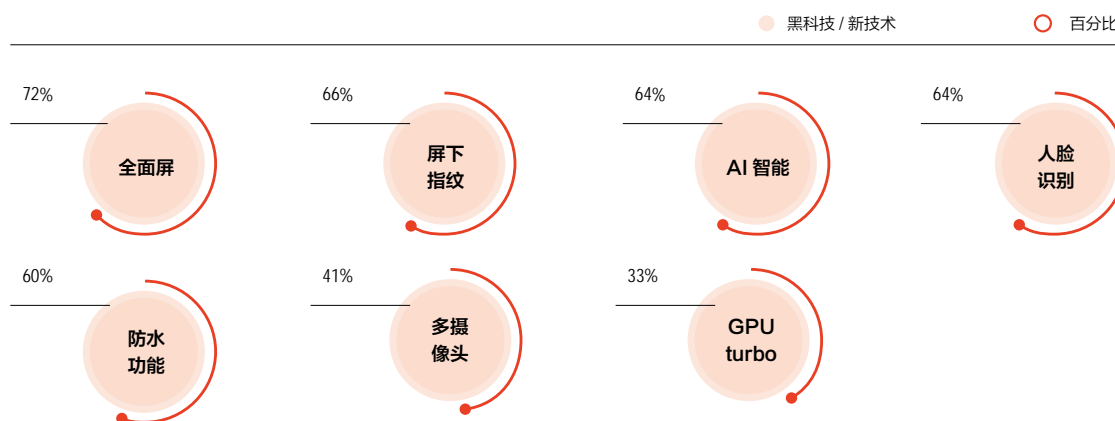 黑科技 / 新技术
百分比
72%
全面屏
66%
屏下
指纹
64%
AI 智能
64%
人脸
识别
60%
防水
功能
41%
多摄
像头
33%
GPU
turbo